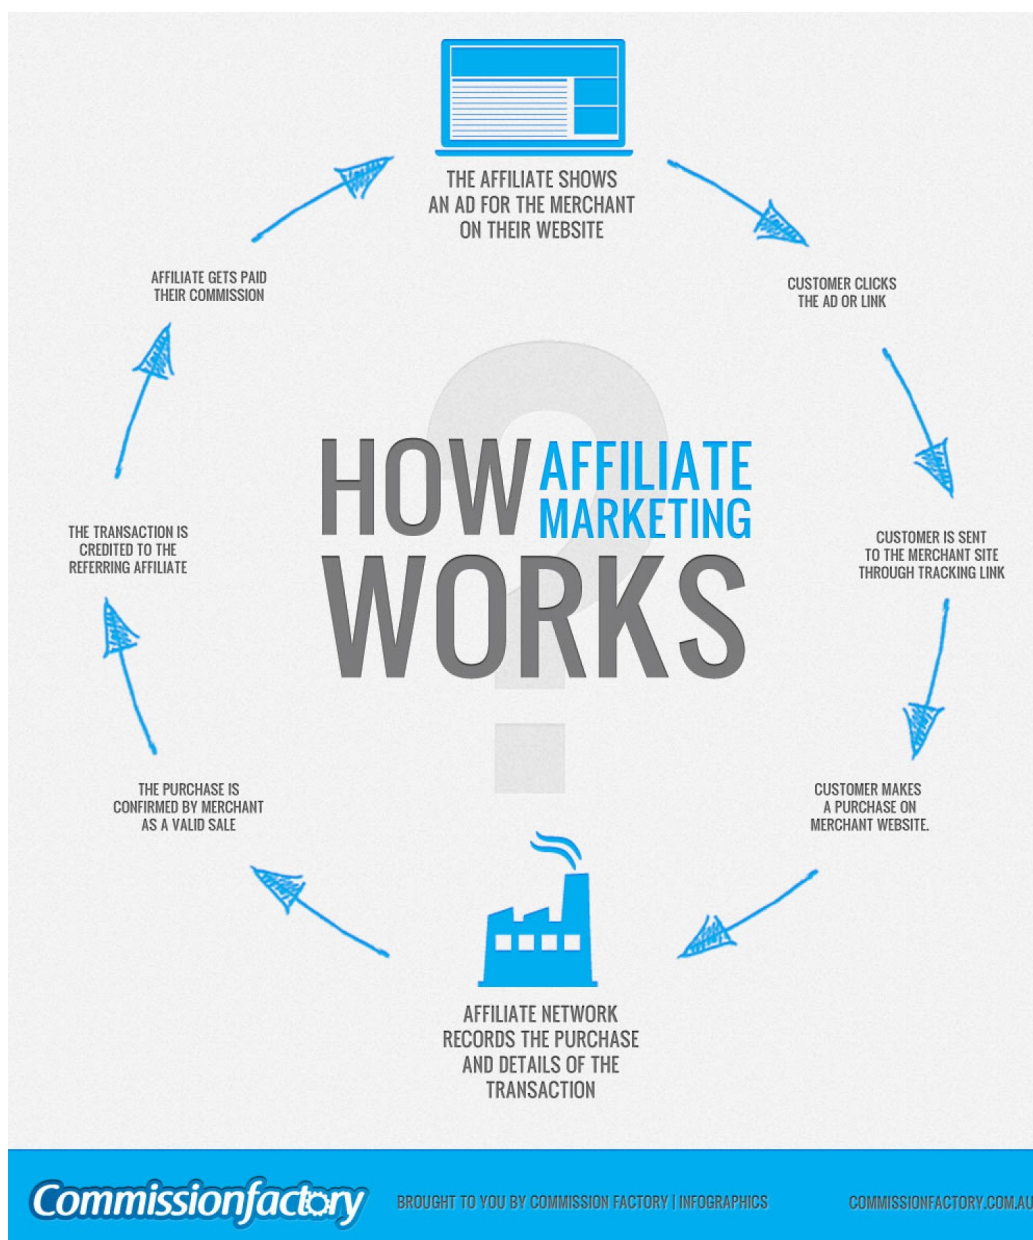 THE AFFILIATE SHOWS
AN AD FOR THE MERCHANT
ON THEIR WEBSITE
CUSTOMER CLICKS
THE AD OR LINK
CUSTOMER IS SENT
TO THE MERCHANT SITE
THROUGH TRACKING LINK
CUSTOMER MAKES
A PURCHASE ON
MERCHANT WEBSITE.
AFFILIATE NETWORK
RECORDS THE PURCHASE
AND DETAILS OF THE
TRANSACTION
THE PURCHASE IS
CONFIRMED BY MERCHANT
AS A VALID SALE
THE TRANSACTION IS
CREDITED TO THE
REFERRING AFFILIATE
AFFILIATE GETS PAID
THEIR COMMISSION
?
HOW AFFILIATE
MARKETING
WORKS
Commissionfactory
BROUGHT TO YOU BY COMMISSION FACTORY | INFOGRAPHICS
COMMISSIONFACTORY.COM.AU